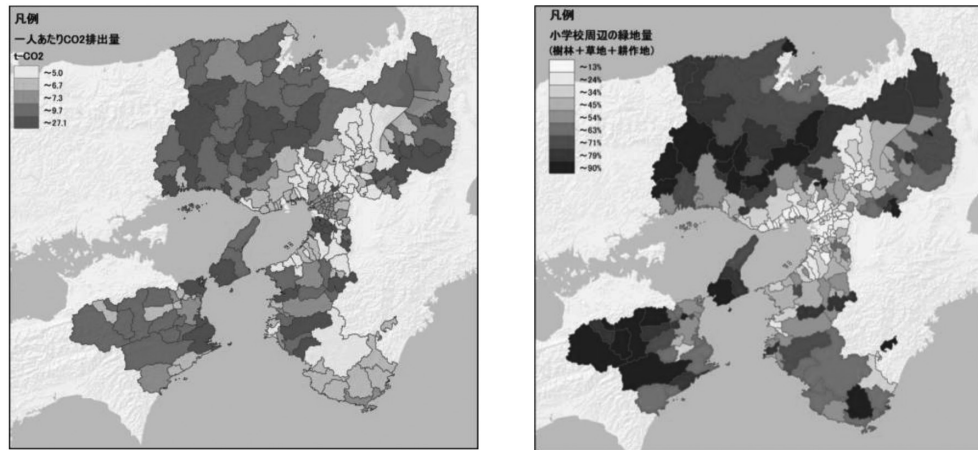 凡例
一人あたりCO2排出量
t-CO2
～5.0
～6.7
～7.3
～9.7
～27.1
凡例
小学校周辺の緑地量
(樹林＋草地＋耕作地)
～13%
～24%
～34%
～45%
～54%
～63%
～71%
～79%
～90%